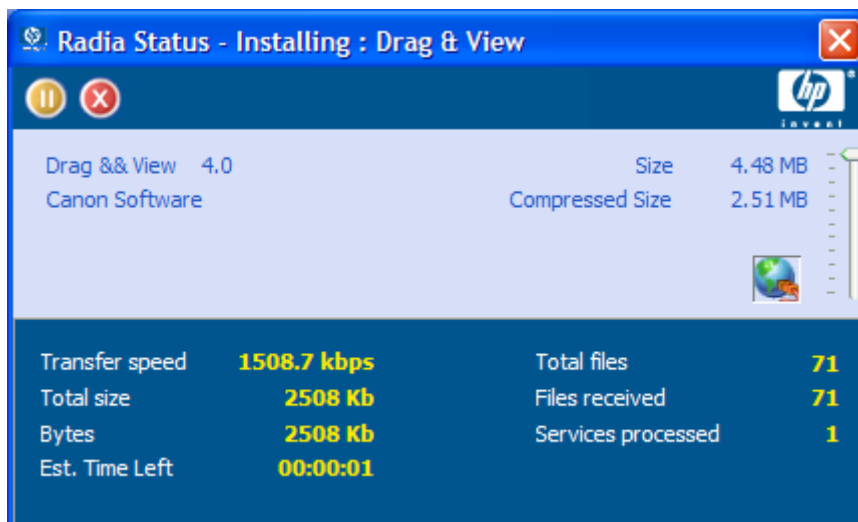 Radia Status - Installing : Drag & View
hp
®
invent
Drag && View 4.0 Size 4.48 MB
Canon Software Compressed Size 2.51 MB
Transfer speed 1508.7 kbps Total files 71
Total size 2508 Kb Files received 71
Bytes 2508 Kb Services processed 1
Est. Time Left 00:00:01